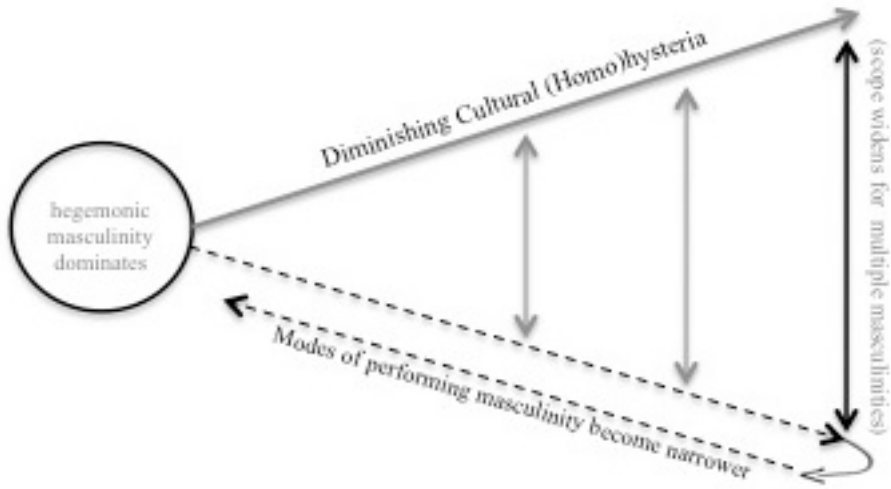 hegemonic
masculinity
dominates
Diminishing Cultural (Homo)hysteria
(scope widens for multiple masculinities)
Modes of performing masculinity become narrower